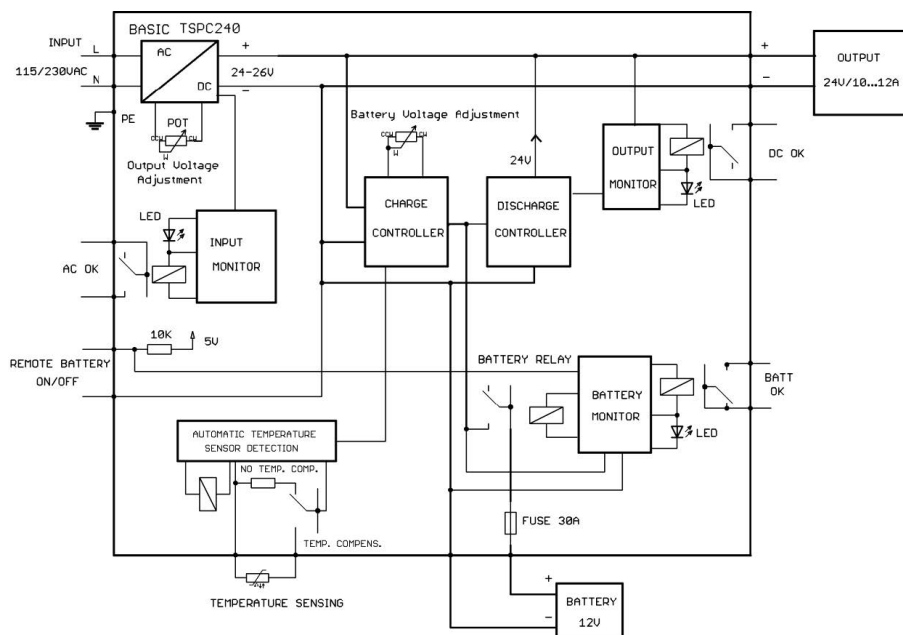 BASIC TSPC240
INPUT
L
115/230VAC
N
PE
AC
DC
+
24-26V
-
POT
CCW
CW
W
Output Voltage
Adjustment
Battery Voltage Adjustment
CCW
CW
W
24V
CHARGE
CONTROLLER
DISCHARGE
CONTROLLER
OUTPUT
MONITOR
LED
DC OK
+
-
OUTPUT
24V/10...12A
LED
INPUT
MONITOR
AC OK
10K
5V
REMOTE BATTERY
ON/OFF
BATTERY RELAY
BATTERY
MONITOR
LED
BATT
OK
AUTOMATIC TEMPERATURE
SENSOR DETECTION
NO TEMP. COMP.
TEMP. COMPENS.
FUSE 30A
TEMPERATURE SENSING
+
-
BATTERY
12V